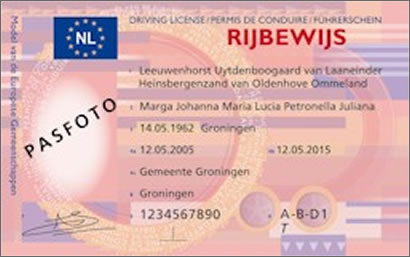 NL
DRIVING LICENSE/PERMIS DE CONDUIRE/FÜHRERSCHEIN
RIJBEWIJS
Model van de Europese Gemeenschappen
PASFOTO
Leeuwenhorst Uytdenboogaard van Laaneinder
Heinsbergenzand van Oldenhove Ommeland
Marga Johanna Maria Lucia Petronella Juliana
14.05.1962 Groningen
12.05.2005 12.05.2015
Gemeente Groningen
Groningen
1234567890 A-B-D1
T